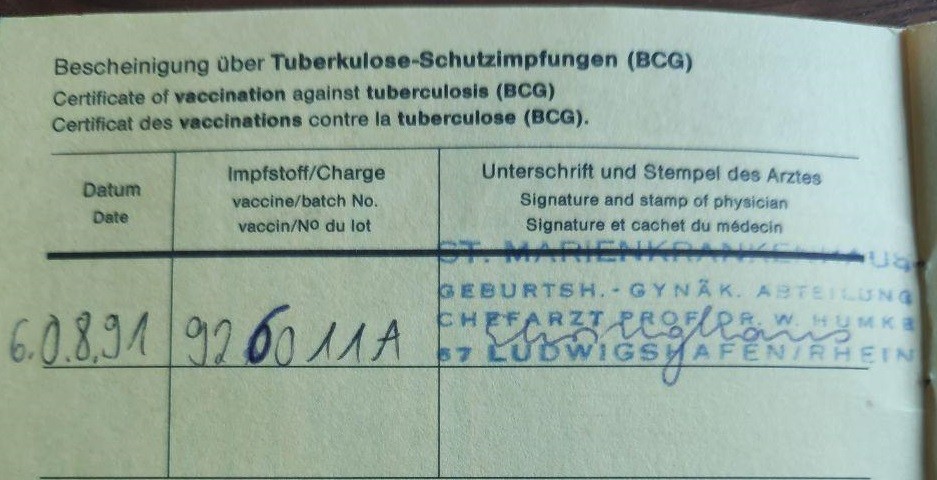 Bescheinigung über Tuberkulose-Schutzimpfungen (BCG)
Certificate of vaccination against tuberculosis (BCG)
Certificat des vaccinations contre la tuberculose (BCG).
Datum
Date
Impfstoff/Charge
vaccine/batch No.
vaccin/Nº du lot
Unterschrift und Stempel des Arztes
Signature and stamp of physician
Signature et cachet du médecin
6.08.91
9260 11A
ST. MARIENKRANKENHAUS
GEBURTSH.-GYNÄK. ABTEILUNG
CHEFARZT PROF. DR. W. HUMKE
67 LUDWIGSHAFEN/RHEIN